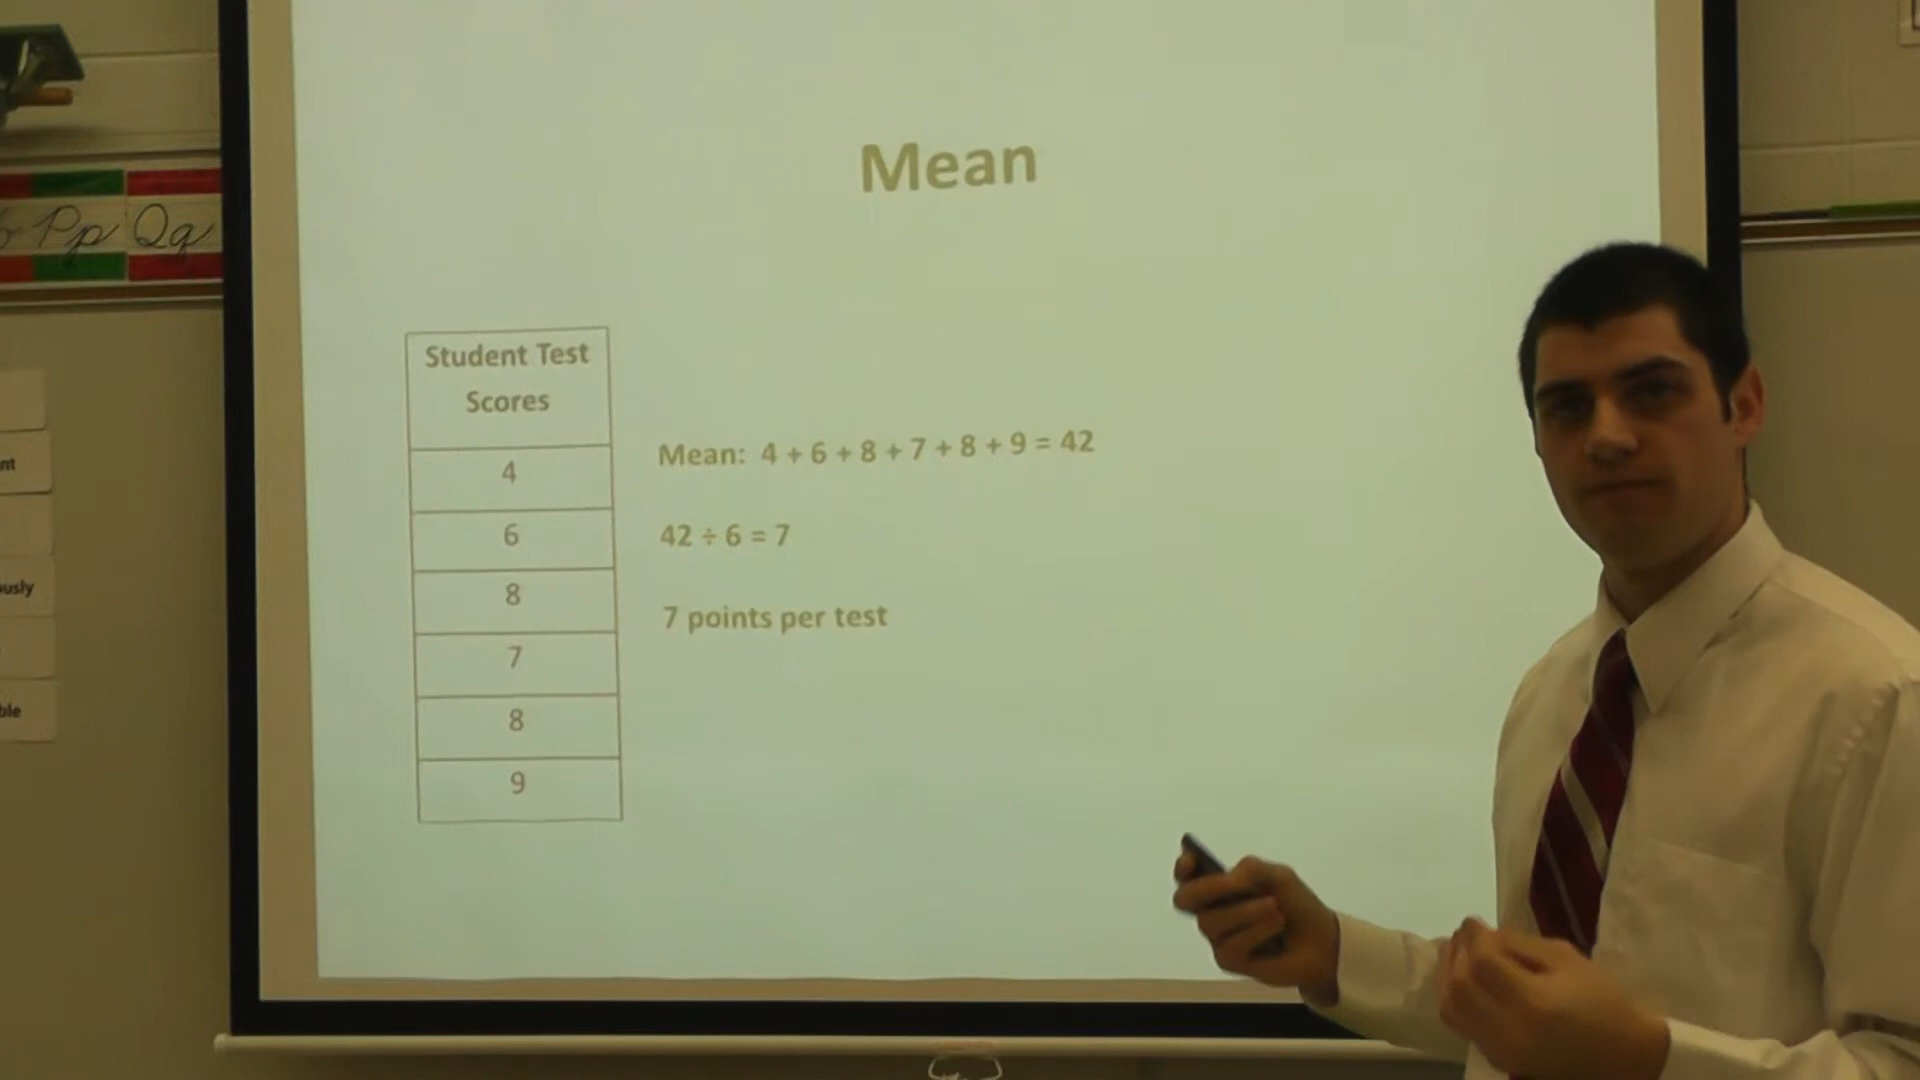 Mean
Pp Qq
Student Test
Scores
4
6
8
7
8
9
Mean: 4 + 6 + 8 + 7 + 8 + 9 = 42
42 ÷ 6 = 7
7 points per test